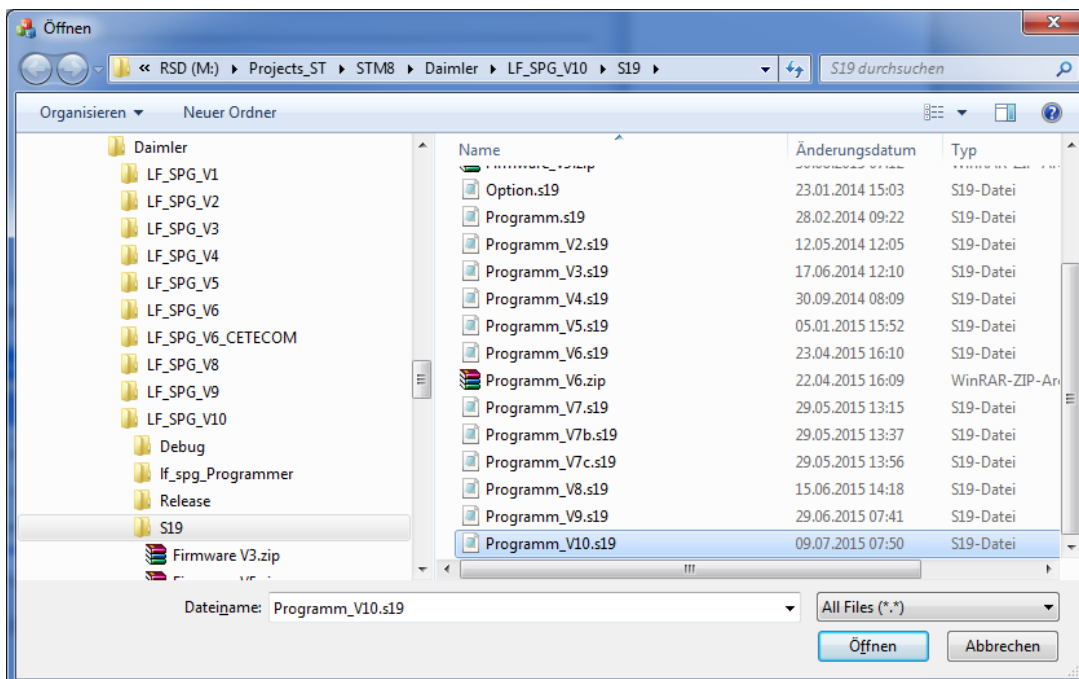 Öffnen
« RSD (M:) ▸ Projects_ST ▸ STM8 ▸ Daimler ▸ LF_SPG_V10 ▸ S19 ▸
S19 durchsuchen
Organisieren Neuer Ordner
Daimler
LF_SPG_V1
LF_SPG_V2
LF_SPG_V3
LF_SPG_V4
LF_SPG_V5
LF_SPG_V6
LF_SPG_V6_CETECOM
LF_SPG_V8
LF_SPG_V9
LF_SPG_V10
Debug
lf_spg_Programmer
Release
S19
Firmware V3.zip
Name Änderungsdatum Typ
Option.s19 23.01.2014 15:03 S19-Datei
Programm.s19 28.02.2014 09:22 S19-Datei
Programm_V2.s19 12.05.2014 12:05 S19-Datei
Programm_V3.s19 17.06.2014 12:10 S19-Datei
Programm_V4.s19 30.09.2014 08:09 S19-Datei
Programm_V5.s19 05.01.2015 15:52 S19-Datei
Programm_V6.s19 23.04.2015 16:10 S19-Datei
Programm_V6.zip 22.04.2015 16:09 WinRAR-ZIP-Ar
Programm_V7.s19 29.05.2015 13:15 S19-Datei
Programm_V7b.s19 29.05.2015 13:37 S19-Datei
Programm_V7c.s19 29.05.2015 13:56 S19-Datei
Programm_V8.s19 15.06.2015 14:18 S19-Datei
Programm_V9.s19 29.06.2015 07:41 S19-Datei
Programm_V10.s19 09.07.2015 07:50 S19-Datei
Dateiname: Programm_V10.s19
All Files (*.*)
Öffnen Abbrechen